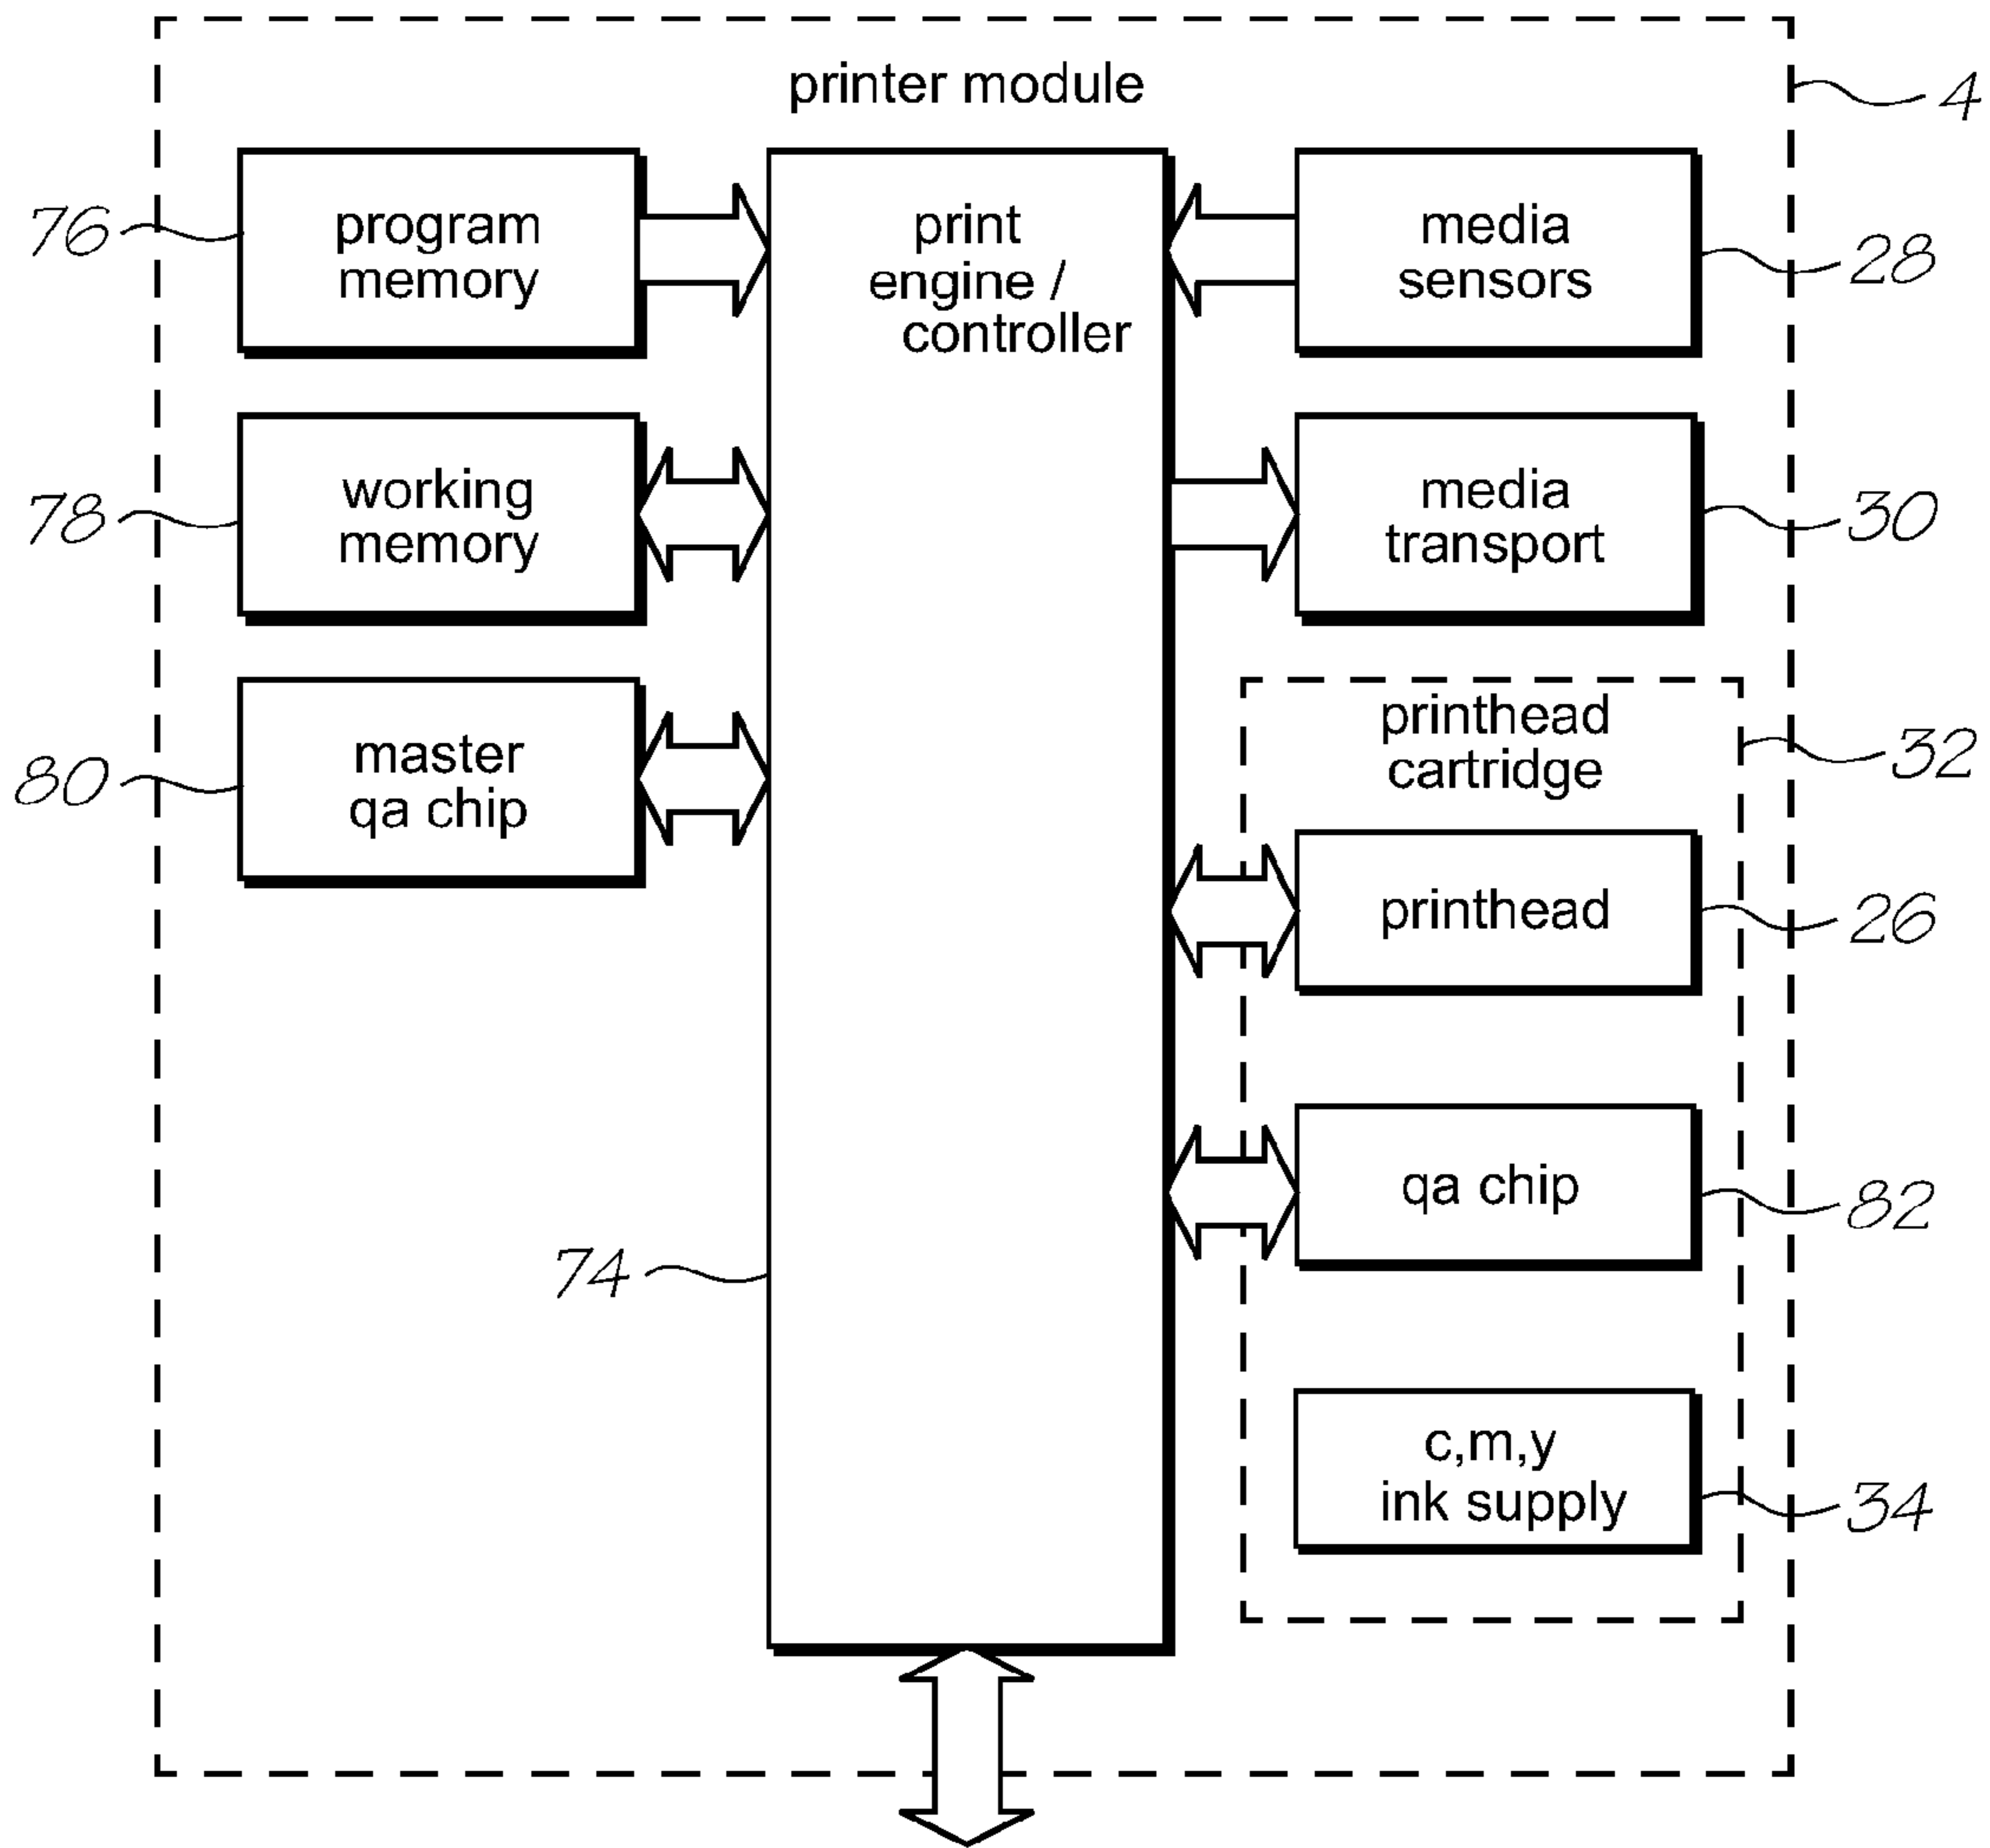 printer module
4
76
program
memory
print
engine /
controller
media
sensors
28
78
working
memory
media
transport
30
80
master
qa chip
printhead
cartridge
32
printhead
26
qa chip
82
74
c,m,y
ink supply
34